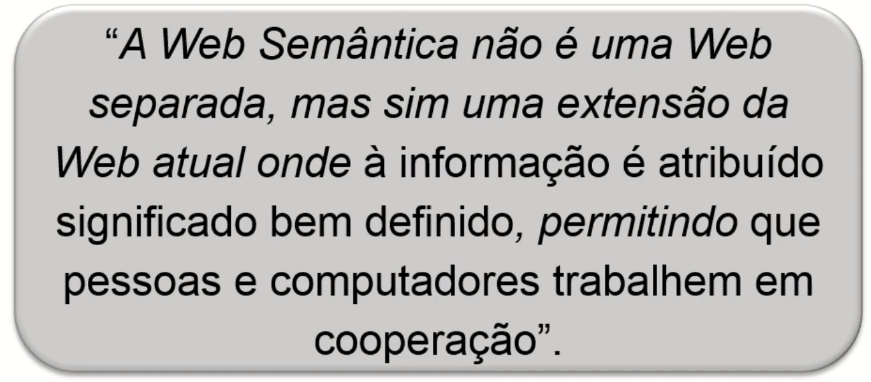 “A Web Semântica não é uma Web
separada, mas sim uma extensão da
Web atual onde à informação é atribuído
significado bem definido, permitindo que
pessoas e computadores trabalhem em
cooperação”.